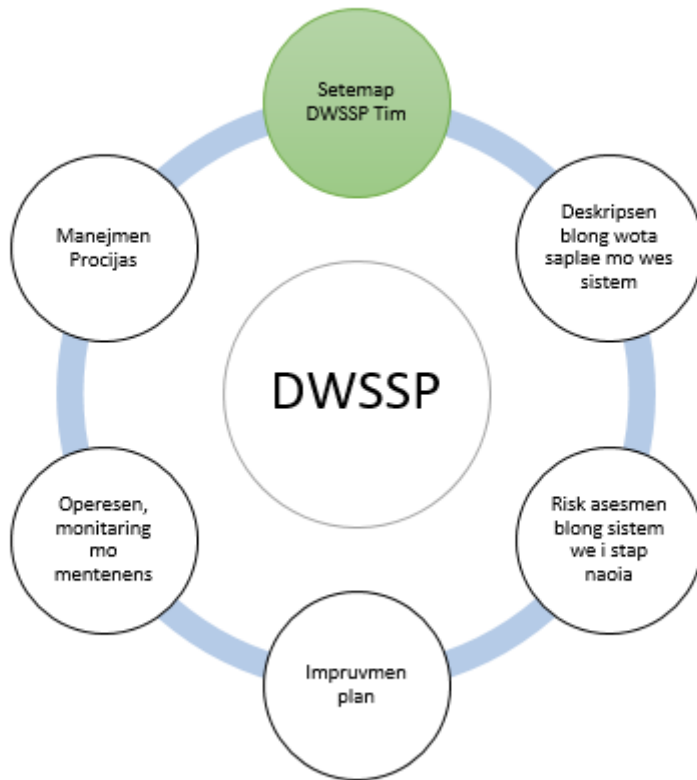 Setemap
DWSSP Tim
Deskripsen
blong wota
saplae mo wes
sistem
Risk asesmen
blong sistem
we i stap
naoia
Impruvmen
plan
Operesen,
monitaring
mo
mentenens
Manejmen
Procijas
DWSSP